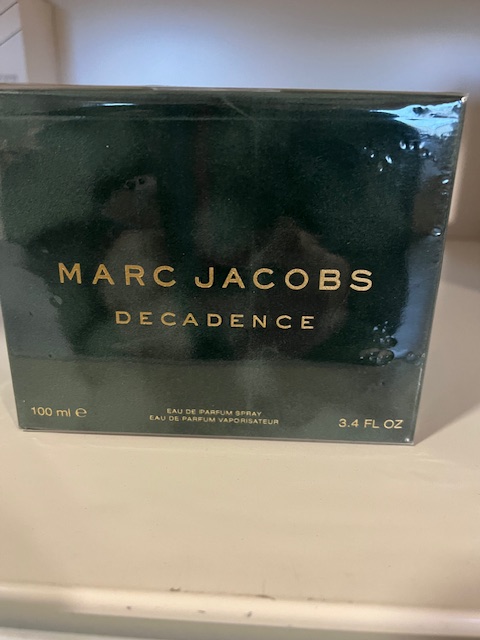 MARC JACOBS
DECADENCE
100 ml ℮
EAU DE PARFUM SPRAY
EAU DE PARFUM VAPORISATEUR
3.4 FL OZ